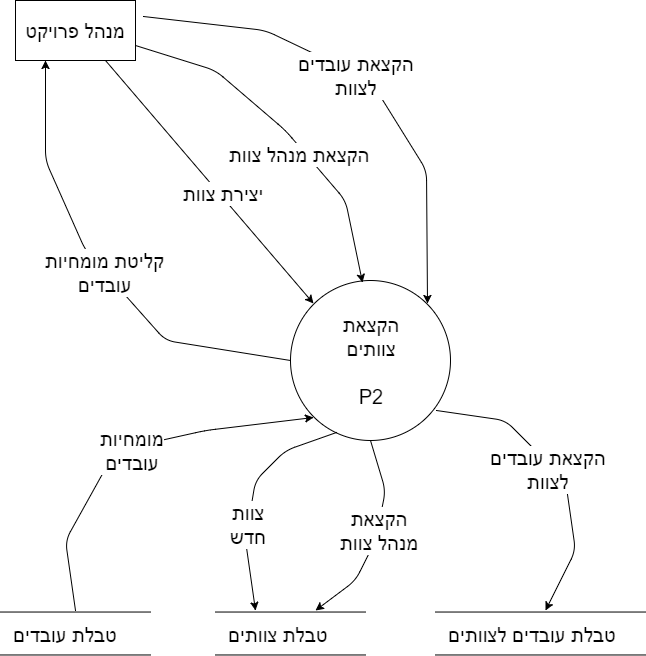 מנהל פרויקט
הקצאת עובדים
לצוות
הקצאת מנהל צוות
יצירת צוות
קליטת מומחיות
עובדים
הקצאת
צוותים
P2
מומחיות
עובדים
הקצאת עובדים
לצוות
צוות
חדש
הקצאת
מנהל צוות
טבלת עובדים
טבלת צוותים
טבלת עובדים לצוותים